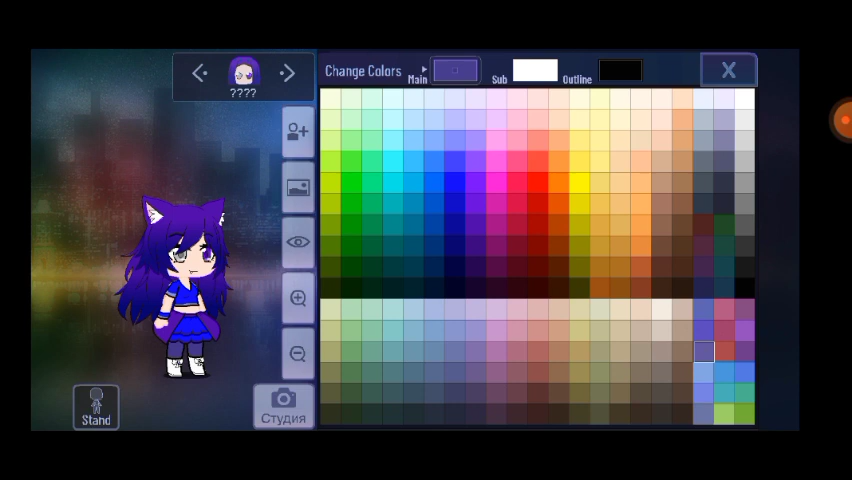 Change Colors
Main
Sub
Outline
X
????
Stand
Студия